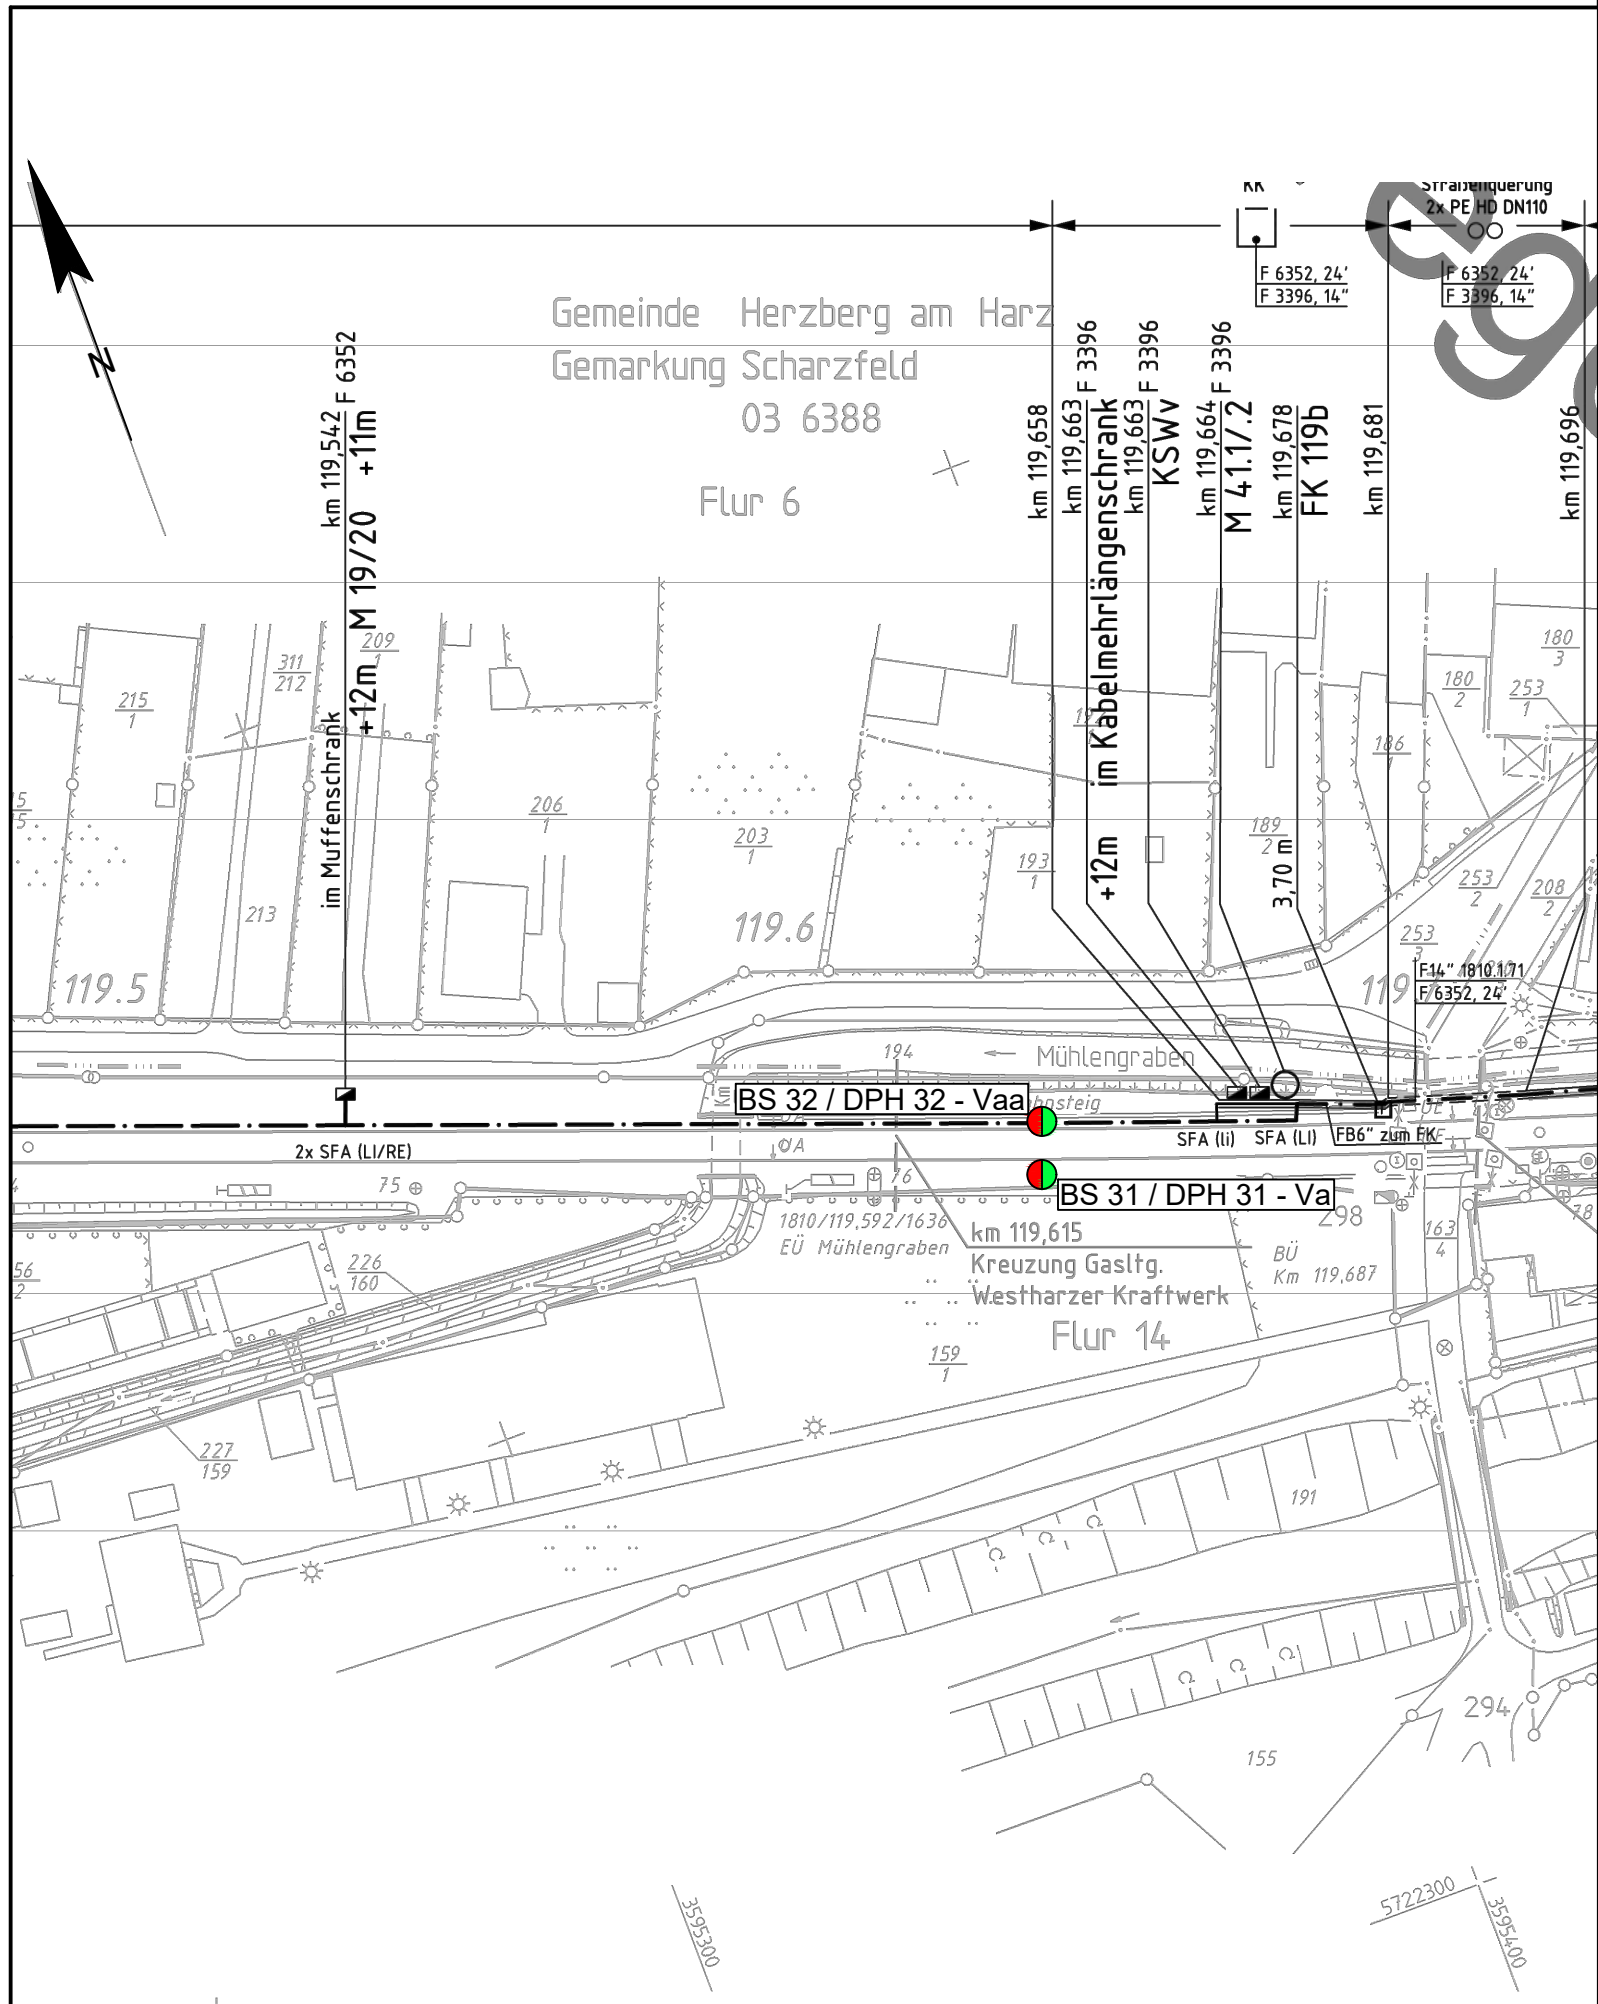 KK
Straßenquerung
2x PE HD DN110
F 6352, 24'
F 3396, 14"
F 6352, 24'
F 3396, 14"
Gemeinde Herzberg am Harz
Gemarkung Scharzfeld
03 6388
Flur 6
N
km 119,542 F 6352
+12m M 19/20 +11m
im Muffenschrank
km 119,658
km 119,663 F 3396
+12m im Kabelmehrlängenschrank
km 119,663 F 3396
KSWv
km 119,664 F 3396
M 41.1/.2
km 119,678
FK 119b
3,70 m
km 119,681
km 119,696
215
1
311
212
209
1
206
1
203
1
192
193
1
189
2
186
1
180
2
180
3
253
1
253
2
208
2
253
3
213
119.5
119.6
119
F14" 1810.1.71
F 6352, 24'
194
Mühlengraben
BS 32 / DPH 32 - Vaa
2x SFA (LI/RE)
SFA (li)
SFA (LI)
FB6" zum FK
BS 31 / DPH 31 - Va
75
76
78
1810/119,592/1636
EÜ Mühlengraben
km 119,615
Kreuzung Gasltg.
Westharzer Kraftwerk
298
BÜ
Km 119,687
163
4
Flur 14
56
2
226
160
159
1
227
159
191
294
155
3595300
5722300
3595400